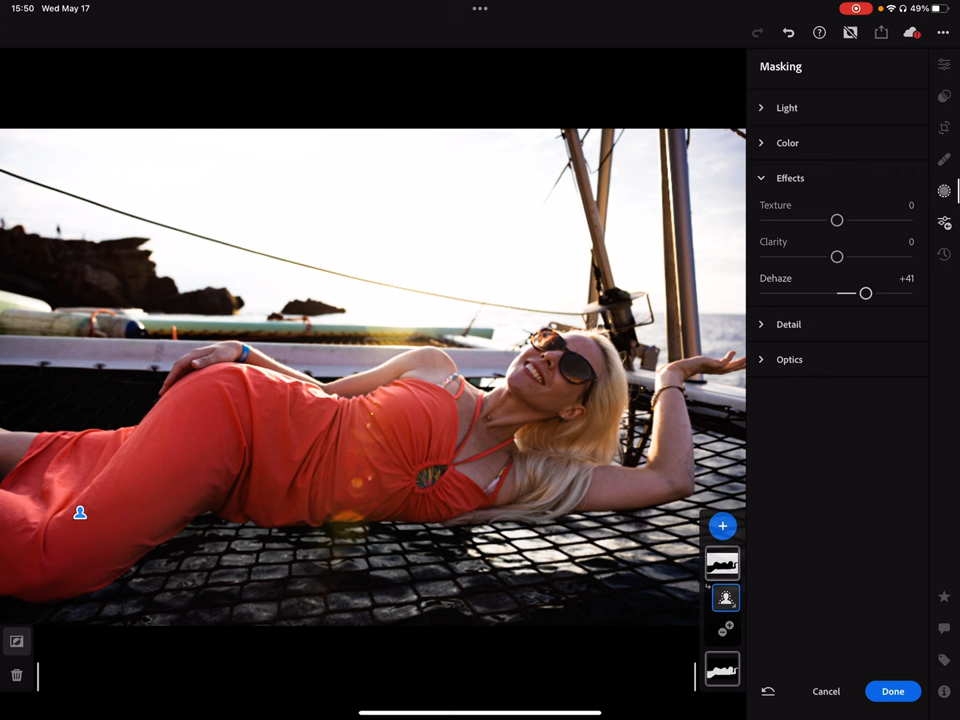 15:50 Wed May 17
49%
Masking
Light
Color
Effects
Texture 0
Clarity 0
Dehaze +41
Detail
Optics
Cancel Done